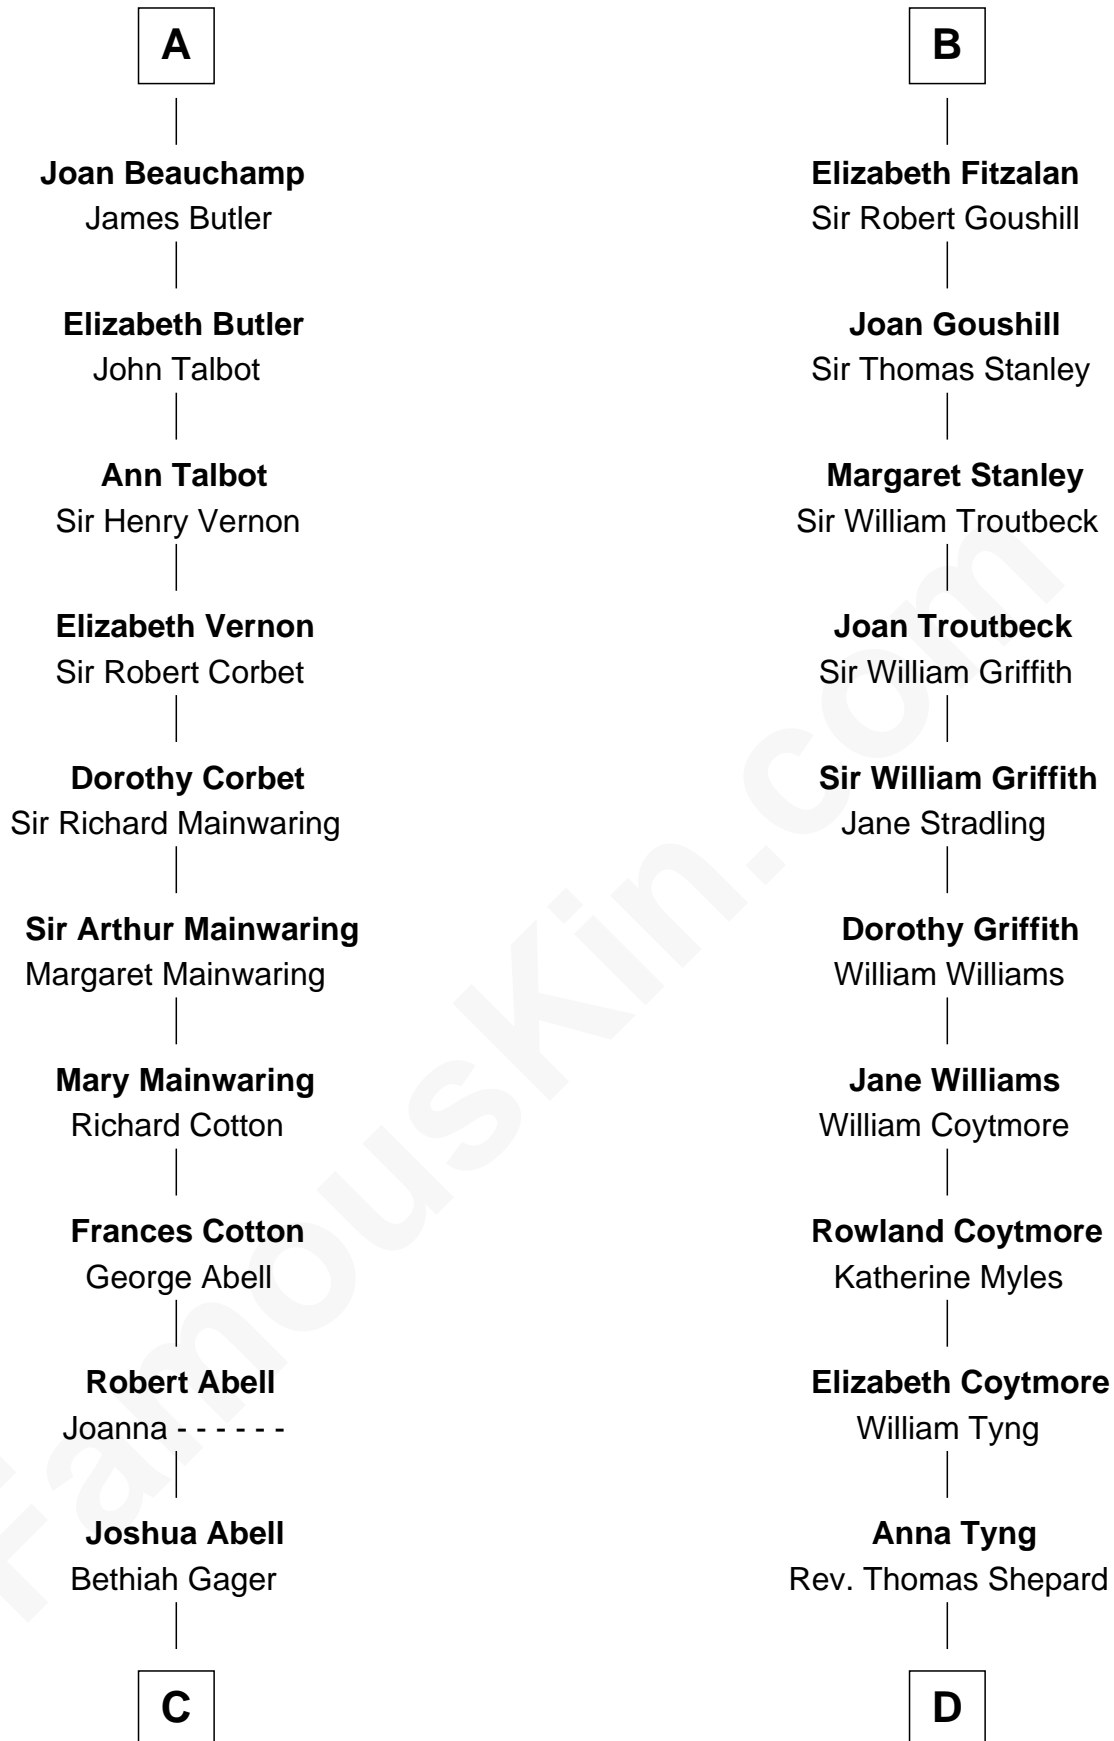 A
Joan Beauchamp
James Butler
Elizabeth Butler
John Talbot
Ann Talbot
Sir Henry Vernon
Elizabeth Vernon
Sir Robert Corbet
Dorothy Corbet
Sir Richard Mainwaring
Sir Arthur Mainwaring
Margaret Mainwaring
Mary Mainwaring
Richard Cotton
Frances Cotton
George Abell
Robert Abell
Joanna - - - - - -
Joshua Abell
Bethiah Gager
C
B
Elizabeth Fitzalan
Sir Robert Goushill
Joan Goushill
Sir Thomas Stanley
Margaret Stanley
Sir William Troutbeck
Joan Troutbeck
Sir William Griffith
Sir William Griffith
Jane Stradling
Dorothy Griffith
William Williams
Jane Williams
William Coytmore
Rowland Coytmore
Katherine Myles
Elizabeth Coytmore
William Tyng
Anna Tyng
Rev. Thomas Shepard
D
FamousKin.com